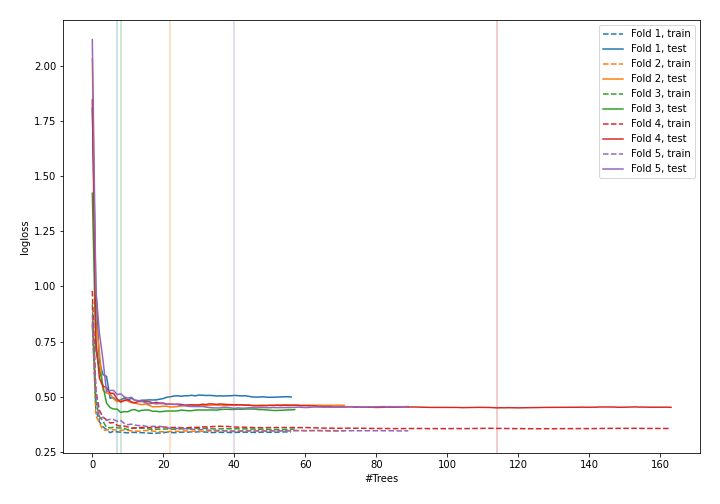 2.00
1.75
1.50
1.25
1.00
0.75
0.50
0.25
logloss
0 20 40 60 80 100 120 140 160
#Trees
Fold 1, train
Fold 1, test
Fold 2, train
Fold 2, test
Fold 3, train
Fold 3, test
Fold 4, train
Fold 4, test
Fold 5, train
Fold 5, test